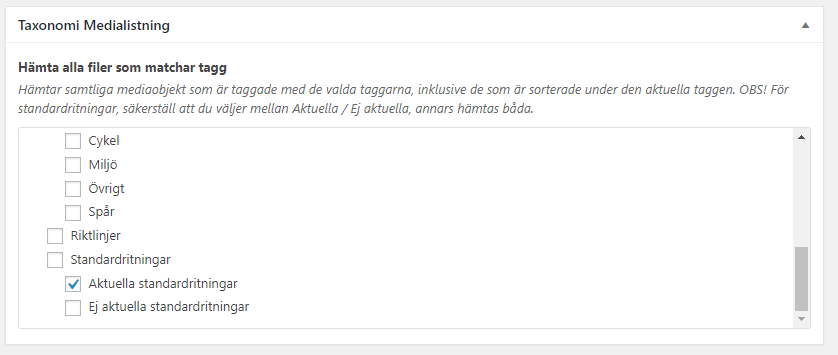 Taxonomi Medialistning
Hämta alla filer som matchar tagg
Hämtar samtliga mediaobjekt som är taggade med de valda taggarna, inklusive de som är sorterade under den aktuella taggen. OBS! För
standardritningar, säkerställ att du väljer mellan Aktuella / Ej aktuella, annars hämtas båda.
Cykel
Miljö
Övrigt
Spår
Riktlinjer
Standardritningar
Aktuella standardritningar
Ej aktuella standardritningar